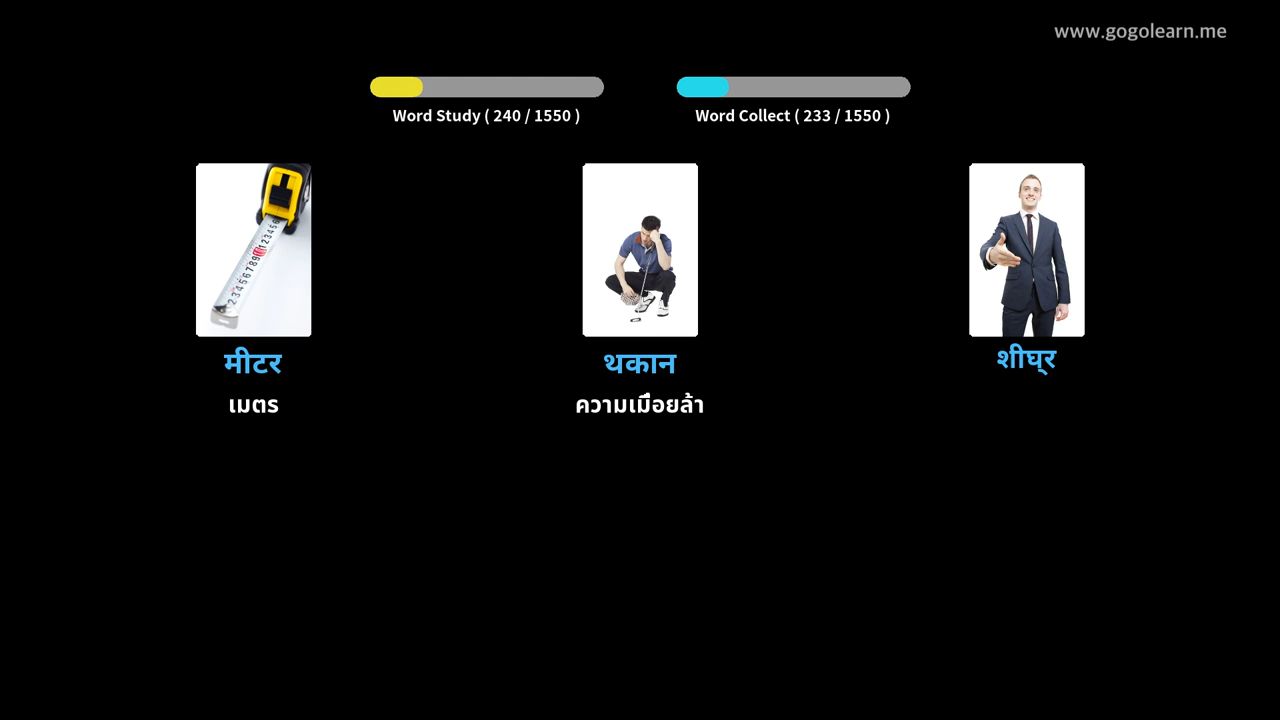 www.gogolearn.me
Word Study ( 240 / 1550 )
Word Collect ( 233 / 1550 )
मीटर
थकान
शीघ्र
เมตร
ความเมื่อยล้า